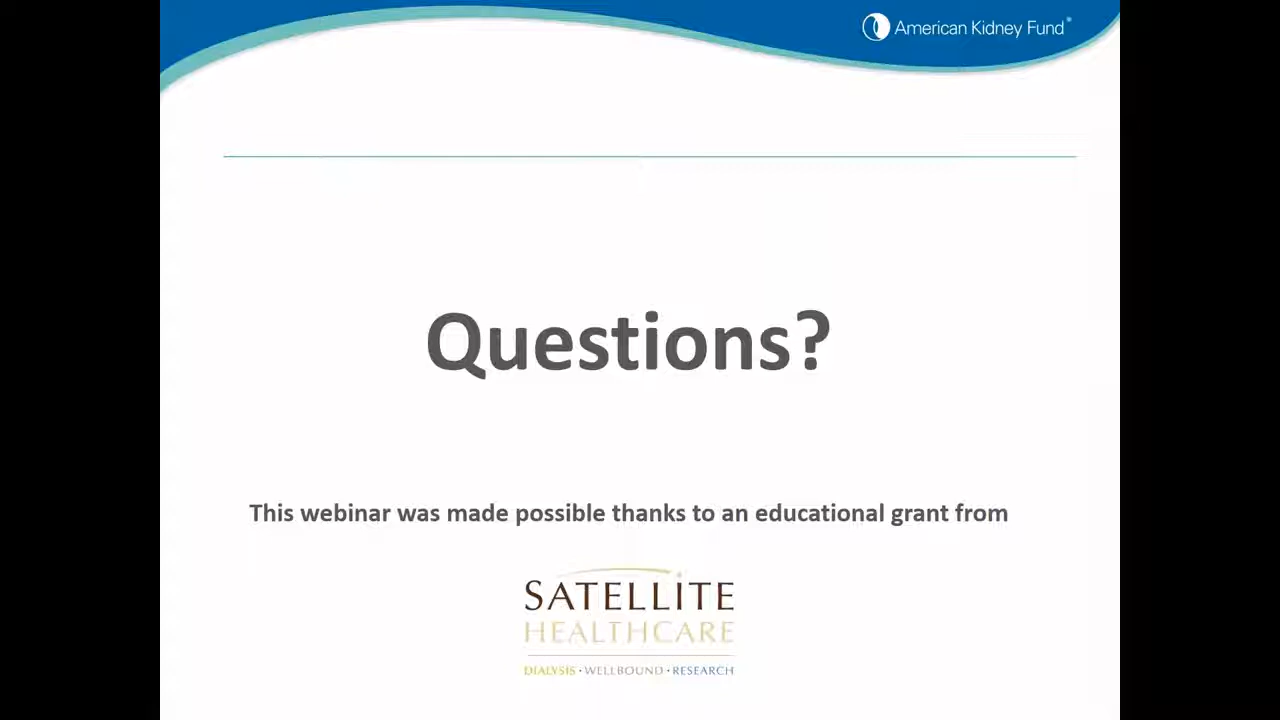 American Kidney Fund®
Questions?
This webinar was made possible thanks to an educational grant from
SATELLITE
HEALTHCARE
DIALYSIS · WELLBOUND · RESEARCH